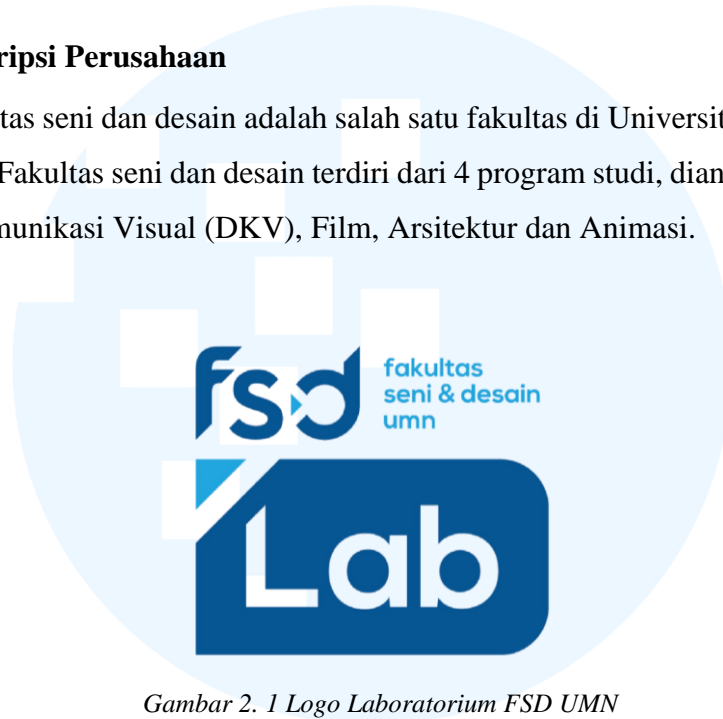 ripsi Perusahaan
tas seni dan desain adalah salah satu fakultas di Universit
Fakultas seni dan desain terdiri dari 4 program studi, dian
munikasi Visual (DKV), Film, Arsitektur dan Animasi.
fsd
fakultas
seni & desain
umn
Lab
Gambar 2. 1 Logo Laboratorium FSD UMN